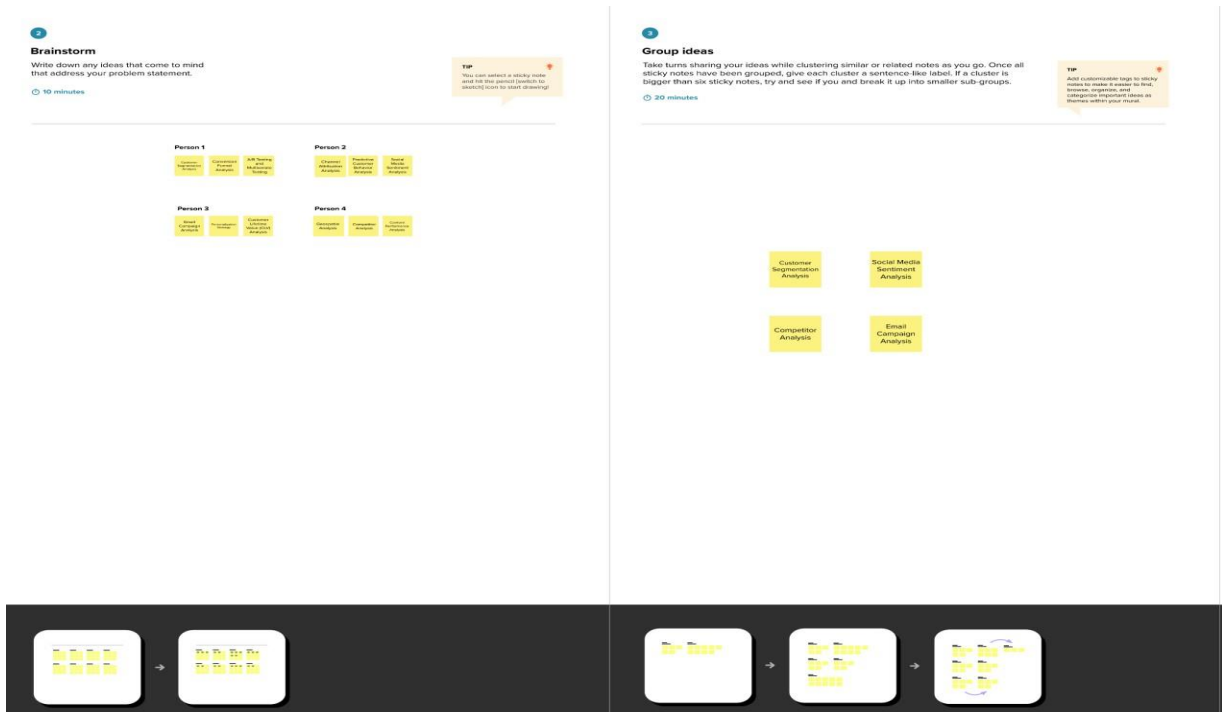 2
Brainstorm
Write down any ideas that come to mind
that address your problem statement.
10 minutes
TIP
You can select a sticky note
and hit the pencil [switch to
sketch] icon to start drawing!
Person 1
Customer
Segmentation
Analysis
Conversion
Funnel
Analysis
A/B Testing
and
Multivariate
Testing
Person 2
Channel
Attribution
Analysis
Predictive
Customer
Behavior
Analysis
Social
Media
Sentiment
Analysis
Person 3
Email
Campaign
Analysis
Customer
Lifetime
Value (CLV)
Analysis
Person 4
Geospatial
Analysis
Competitor
Analysis
Content
Performance
Analysis
3
Group ideas
Take turns sharing your ideas while clustering similar or related notes as you go. Once all
sticky notes have been grouped, give each cluster a sentence-like label. If a cluster is
bigger than six sticky notes, try and see if you and break it up into smaller sub-groups.
20 minutes
TIP
Add customizable tags to sticky
notes to make it easier to find,
browse, organize, and
categorize important ideas as
themes within your mural.
Customer
Segmentation
Analysis
Social Media
Sentiment
Analysis
Competitor
Analysis
Email
Campaign
Analysis